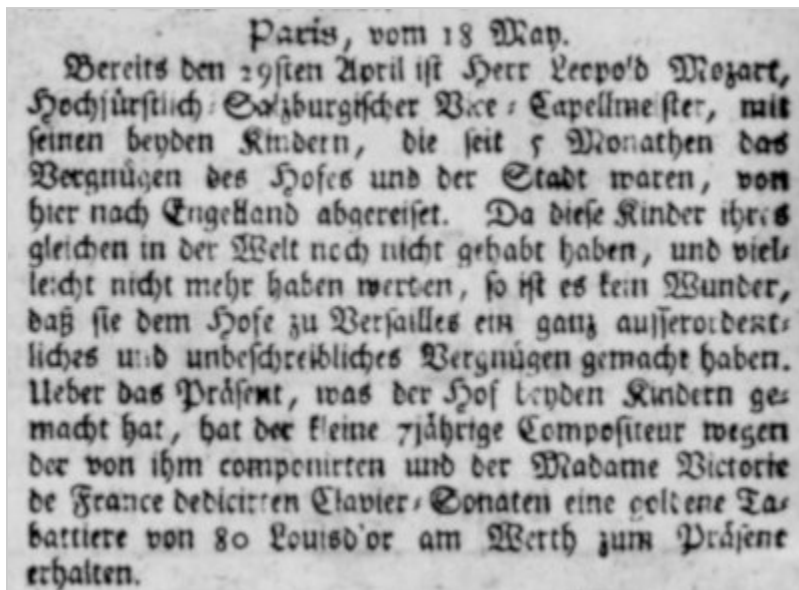 Paris, vom 18 May.
Bereits den 29sten April ist Herr Leopold Mozart,
Hochfürstlich-Salzburgischer Vice-Capellmeister, mit
seinen beyden Kindern, die seit 5 Monathen das
Vergnügen des Hofes und der Stadt waren, von
hier nach Engelland abgereiset. Da diese Kinder ihres
gleichen in der Welt noch nicht gehabt haben, und viel-
leicht nicht mehr haben werden, so ist es kein Wunder,
daß sie dem Hofe zu Versailles ein ganz ausserordent-
liches und unbeschreibliches Vergnügen gemacht haben.
Ueber das Präsent, was der Hof beyden Kindern ge-
macht hat, hat der kleine 7jährige Compositeur wegen
der von ihm componirten und der Madame Victorie
de France dedicirten Clavier-Sonaten eine goldene Ta-
battiere von 80 Louisd'or am Werth zum Präsent
erhalten.